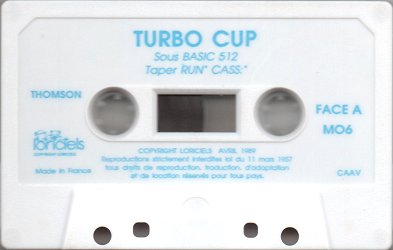 TURBO CUP
Sous BASIC 512
Taper RUN" CASS:"
THOMSON
FACE A
MO6
loriciels
COPYRIGHT LORICIELS
COPYRIGHT LORICIELS AVRIL 1989
Reproductions strictement interdites loi du 11 mars 1957
tous droits de reproduction, traduction, d'adaptation
et de location réservés pour tous pays.
Made in France
CAAV